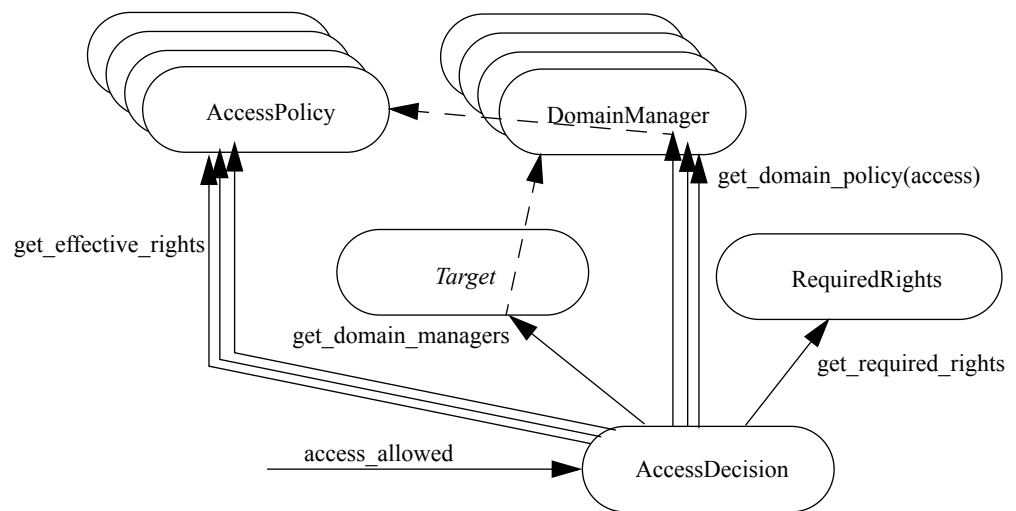 AccessPolicy
DomainManager
get_domain_policy(access)
get_effective_rights
Target
RequiredRights
get_domain_managers
get_required_rights
access_allowed
AccessDecision